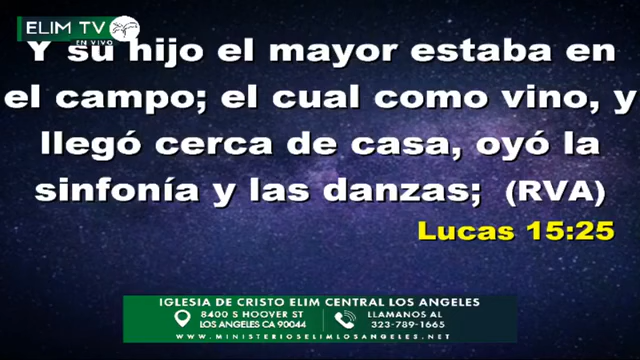 ELIM TV
EN VIVO
Y su hijo el mayor estaba en
el campo; el cual como vino, y
llegó cerca de casa, oyó la
sinfonía y las danzas; (RVA)
Lucas 15:25
IGLESIA DE CRISTO ELIM CENTRAL LOS ANGELES
8400 S HOOVER ST
LOS ANGELES CA 90044
LLAMANOS AL
323-789-1665
WWW.MINISTERIOSELIMLOSANGELES.NET